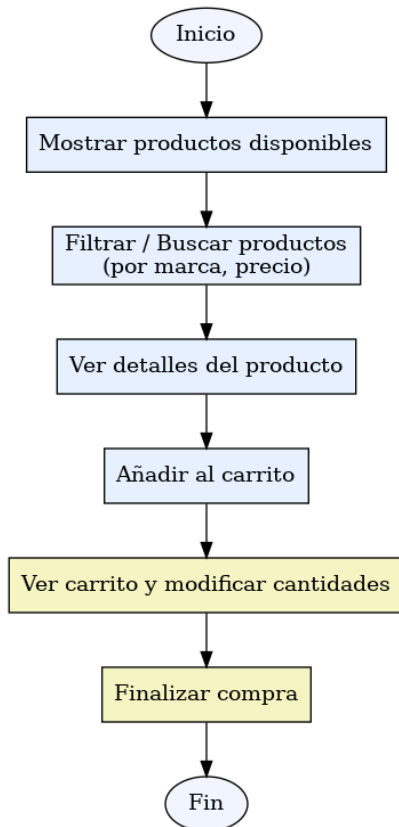 Inicio
Mostrar productos disponibles
Filtrar / Buscar productos
(por marca, precio)
Ver detalles del producto
Añadir al carrito
Ver carrito y modificar cantidades
Finalizar compra
Fin